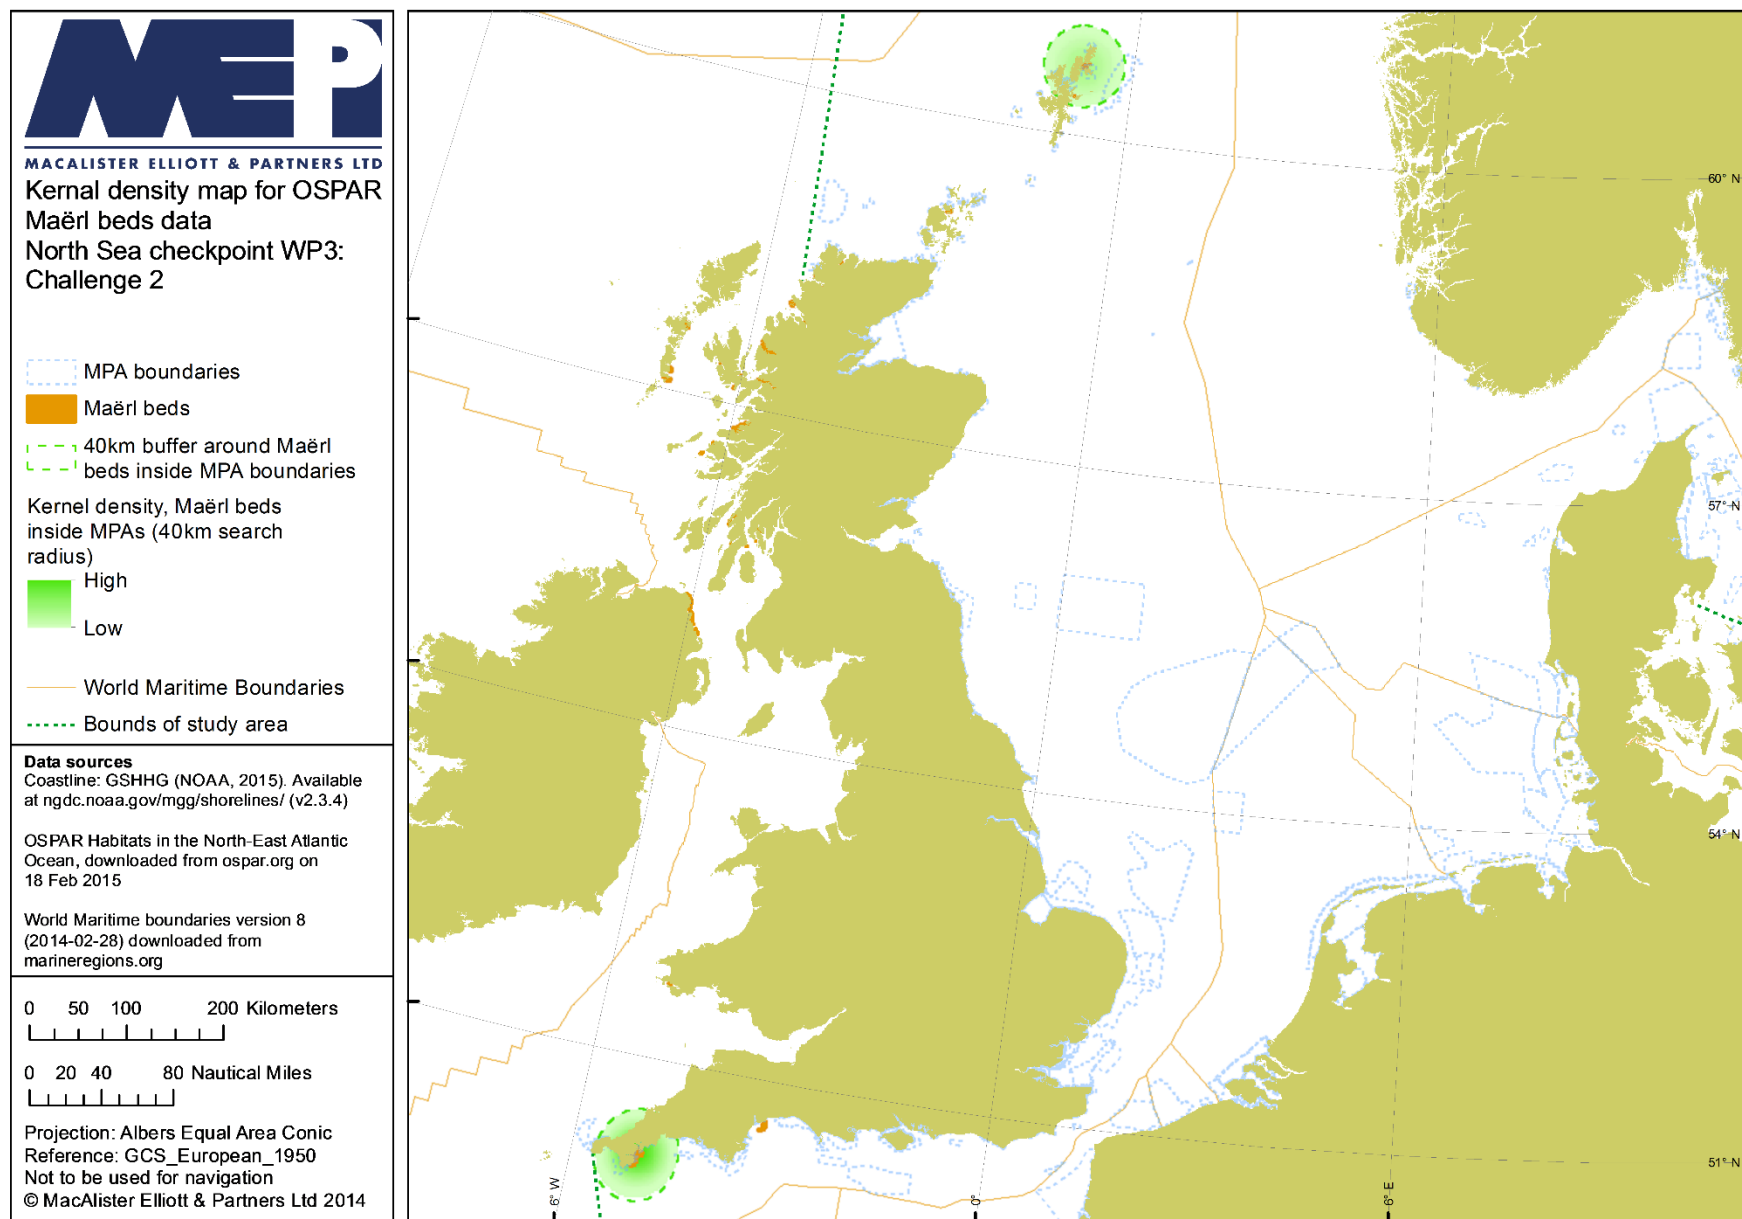 MEP
MACALISTER ELLIOTT & PARTNERS LTD
Kernal density map for OSPAR
Maërl beds data
North Sea checkpoint WP3:
Challenge 2
MPA boundaries
Maërl beds
40km buffer around Maërl
beds inside MPA boundaries
Kernel density, Maërl beds
inside MPAs (40km search
radius)
High
Low
World Maritime Boundaries
Bounds of study area
Data sources
Coastline: GSHHG (NOAA, 2015). Available
at ngdc.noaa.gov/mgg/shorelines/ (v2.3.4)
OSPAR Habitats in the North-East Atlantic
Ocean, downloaded from ospar.org on
18 Feb 2015
World Maritime boundaries version 8
(2014-02-28) downloaded from
marineregions.org
0 50 100 200 Kilometers
0 20 40 80 Nautical Miles
Projection: Albers Equal Area Conic
Reference: GCS_European_1950
Not to be used for navigation
© MacAlister Elliott & Partners Ltd 2014
60° N
57° N
54° N
51° N
6° W
0°
6° E